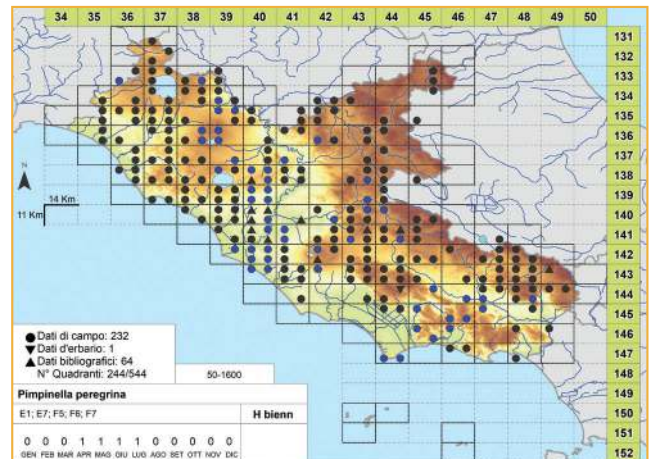 34 35 36 37 38 39 40 41 42 43 44 45 46 47 48 49 50
131
132
133
134
135
136
137
138
139
140
141
142
143
144
145
146
147
148
149
150
151
152
N
14 Km
11 Km
● Dati di campo: 232
▼ Dati d'erbario: 1
▲ Dati bibliografici: 64
N° Quadranti: 244/544
50-1600
Pimpinella peregrina
E1; E7; F5; F6; F7
H bienn
0 0 0 1 1 1 1 0 0 0 0 0
GEN FEB MAR APR MAG GIU LUG AGO SET OTT NOV DIC